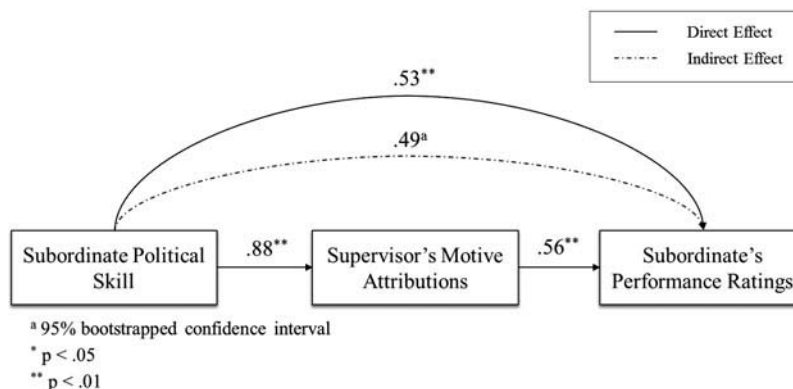 Direct Effect
Indirect Effect
.53**
.49ᵃ
Subordinate Political
Skill
.88**
Supervisor's Motive
Attributions
.56**
Subordinate's
Performance Ratings
ᵃ 95% bootstrapped confidence interval
* p < .05
** p < .01